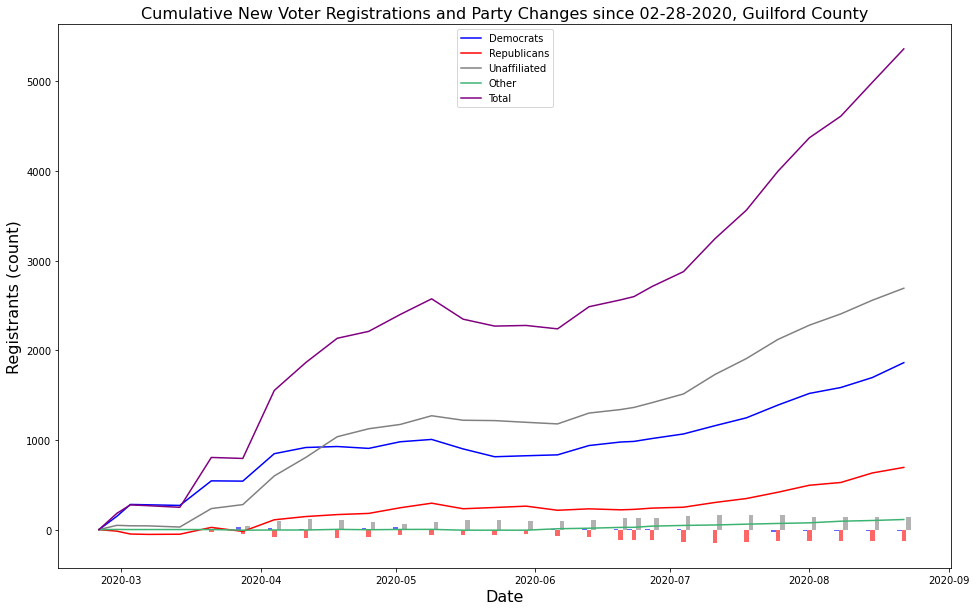 Cumulative New Voter Registrations and Party Changes since 02-28-2020, Guilford County
Democrats
Republicans
Unaffiliated
Other
Total
Registrants (count)
5000
4000
3000
2000
1000
0
2020-03 2020-04 2020-05 2020-06 2020-07 2020-08 2020-09
Date